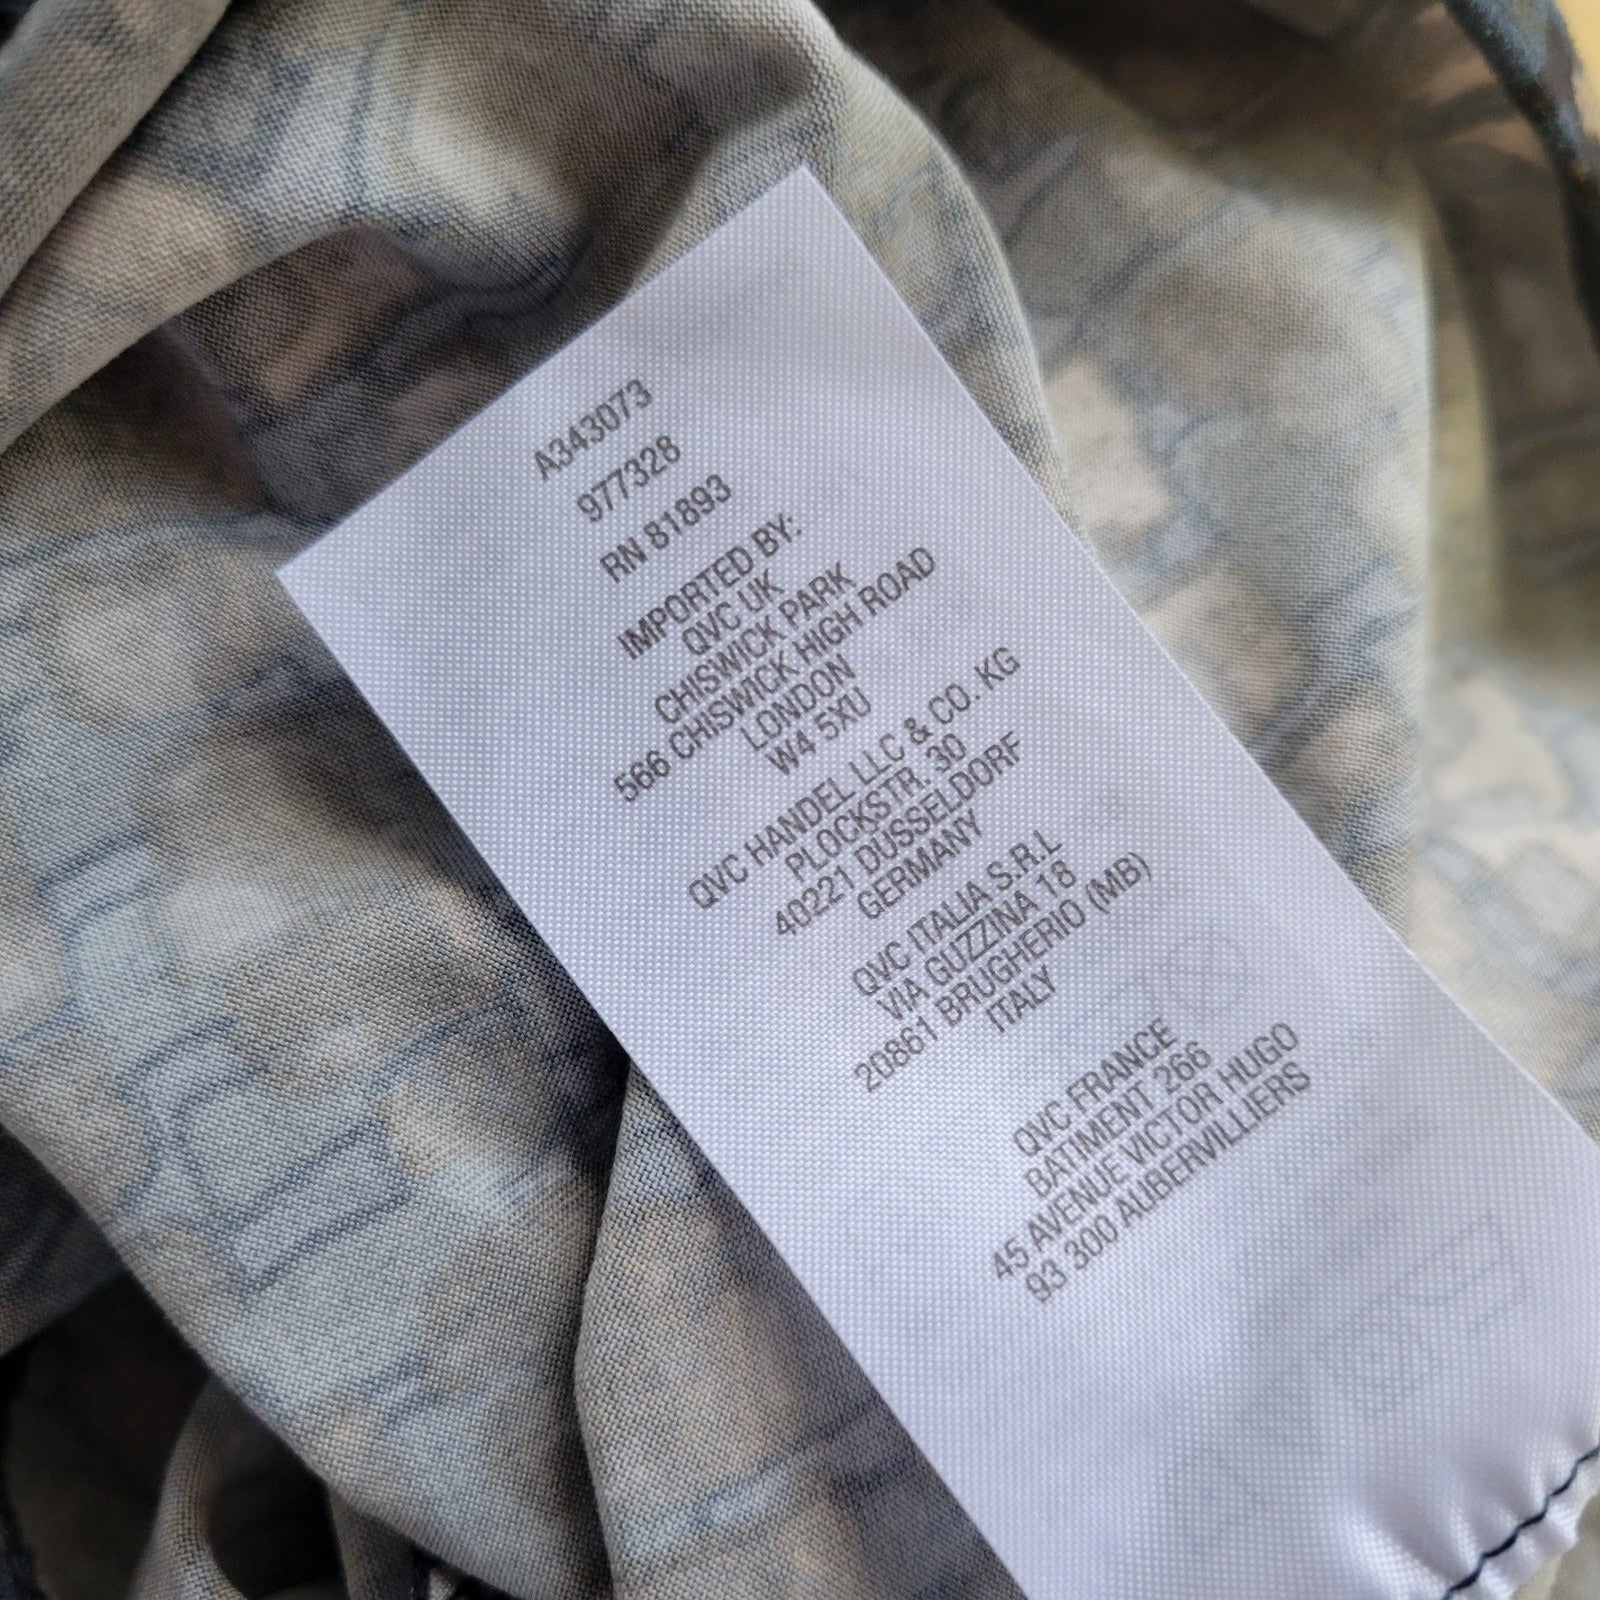 A343073
977328
RN 81893
IMPORTED BY:
QVC UK
CHISWICK PARK
566 CHISWICK HIGH ROAD
LONDON
W4 5XU
QVC HANDEL LLC & CO. KG
PLOCKSTR. 30
40221 DUSSELDORF
GERMANY
QVC ITALIA S.R.L
VIA GUZZINA 18
20861 BRUGHERIO (MB)
ITALY
QVC FRANCE
BATIMENT 266
45 AVENUE VICTOR HUGO
93 300 AUBERVILLIERS